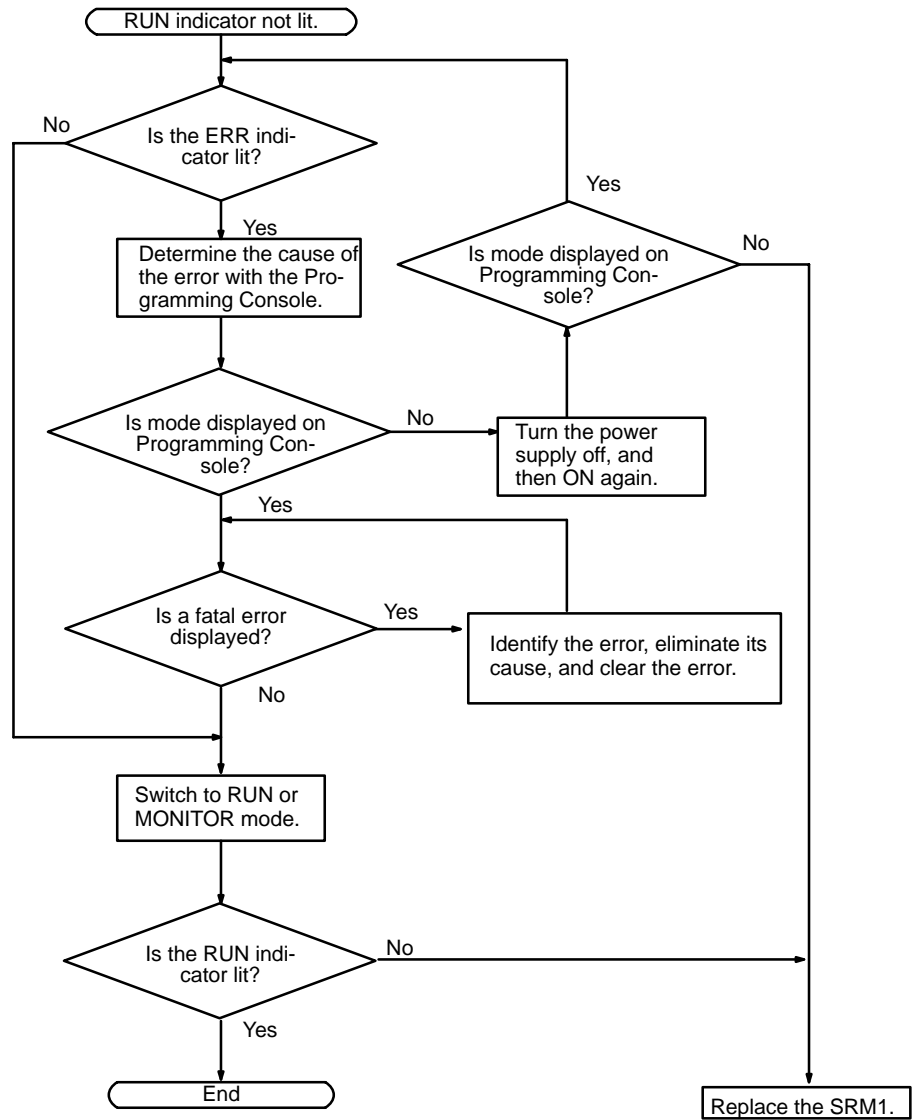 RUN indicator not lit.
No
Is the ERR indi-
cator lit?
Yes
Yes
Determine the cause of
the error with the Pro-
gramming Console.
Is mode displayed on
Programming Con-
sole?
No
Is mode displayed on
Programming Con-
sole?
No
Turn the power
supply off, and
then ON again.
Yes
Is a fatal error
displayed?
Yes
Identify the error, eliminate its
cause, and clear the error.
No
Switch to RUN or
MONITOR mode.
Is the RUN indi-
cator lit?
No
Yes
End
Replace the SRM1.